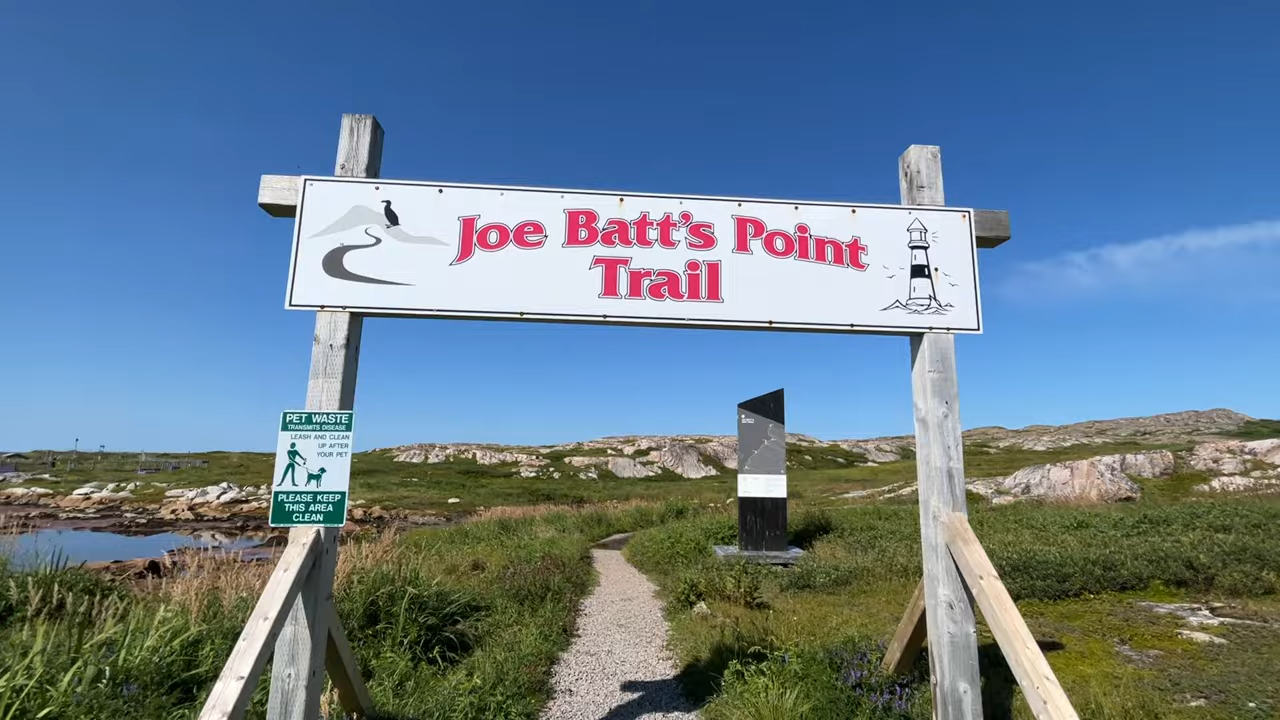 Joe Batt's Point
Trail
PET WASTE
TRANSMITS DISEASE
LEASH AND CLEAN
UP AFTER
YOUR PET
PLEASE KEEP
THIS AREA
CLEAN